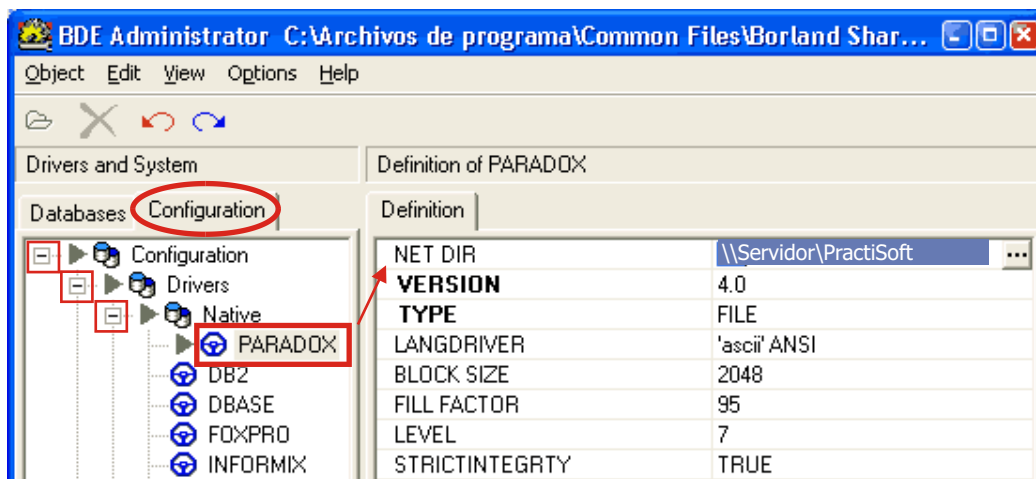 BDE Administrator C:\Archivos de programa\Common Files\Borland Shar...
Object Edit View Options Help
Drivers and System
Definition of PARADOX
Databases Configuration
Definition
Configuration
Drivers
Native
PARADOX
DB2
DBASE
FOXPRO
INFORMIX
NET DIR \\Servidor\PractiSoft ...
VERSION 4.0
TYPE FILE
LANGDRIVER 'ascii' ANSI
BLOCK SIZE 2048
FILL FACTOR 95
LEVEL 7
STRICTINTEGRTY TRUE